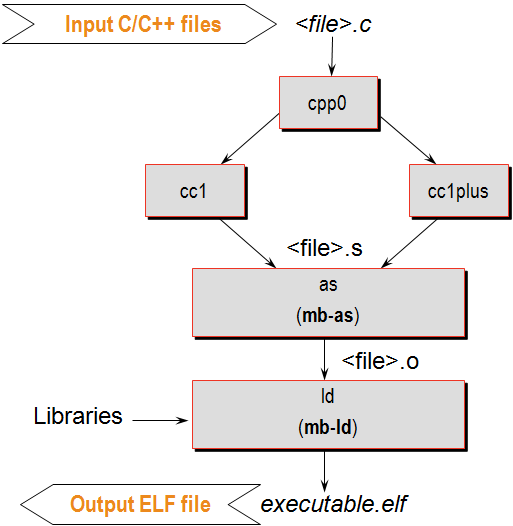 Input C/C++ files
<file>.c
cpp0
cc1
cc1plus
<file>.s
as
(mb-as)
<file>.o
ld
(mb-ld)
Libraries
Output ELF file
executable.elf